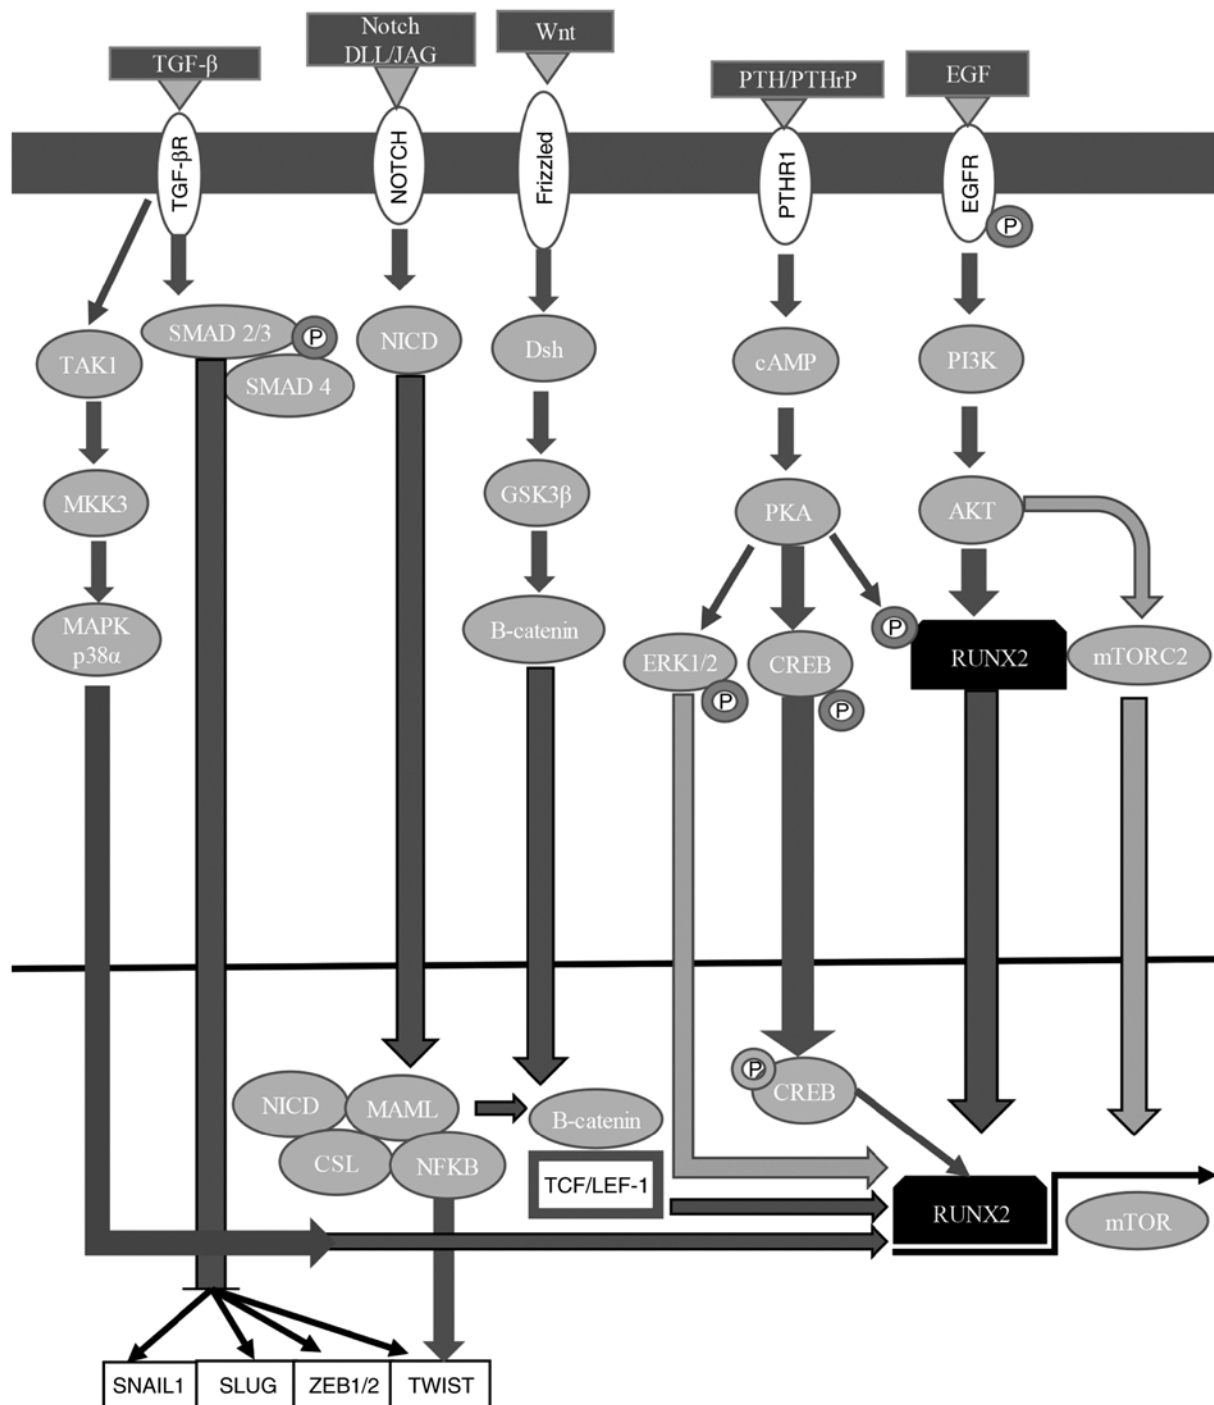 Notch
DLL/JAG
Wnt
TGF-β
PTH/PTHrP
EGF
TGF-βR
NOTCH
Frizzled
PTHR1
EGFR
P
SMAD 2/3
P
TAK1
SMAD 4
NICD
Dsh
cAMP
PI3K
MKK3
GSK3β
PKA
AKT
MAPK
p38α
B-catenin
P
ERK1/2
P
CREB
P
RUNX2
mTORC2
P
CREB
NICD
MAML
CSL
NFKB
B-catenin
TCF/LEF-1
RUNX2
mTOR
SNAIL1
SLUG
ZEB1/2
TWIST